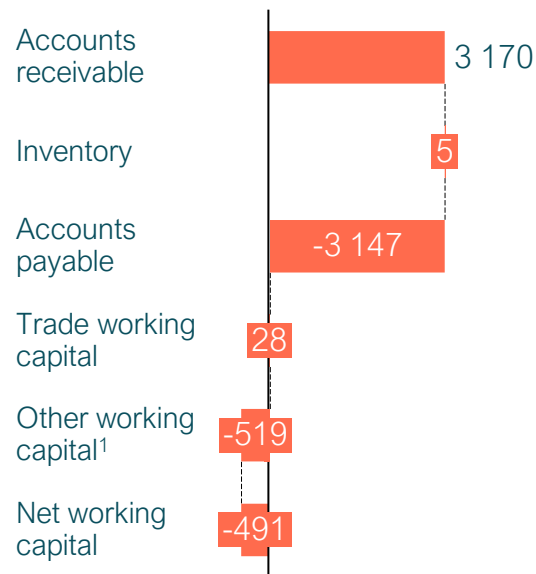 Accounts
receivable
3 170
Inventory
5
Accounts
payable
-3 147
Trade working
capital
28
Other working
capital¹
-519
Net working
capital
-491